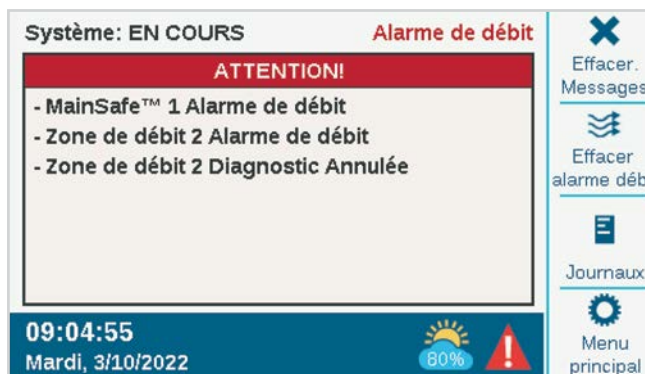 Système: EN COURS
Alarme de débit
ATTENTION!
- MainSafe™ 1 Alarme de débit
- Zone de débit 2 Alarme de débit
- Zone de débit 2 Diagnostic Annulée
09:04:55
Mardi, 3/10/2022
80%
Effacer.
Messages
Effacer
alarme déb
Journaux
Menu
principal